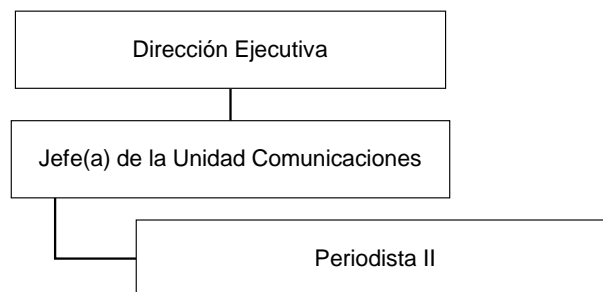 Dirección Ejecutiva
Jefe(a) de la Unidad Comunicaciones
Periodista II